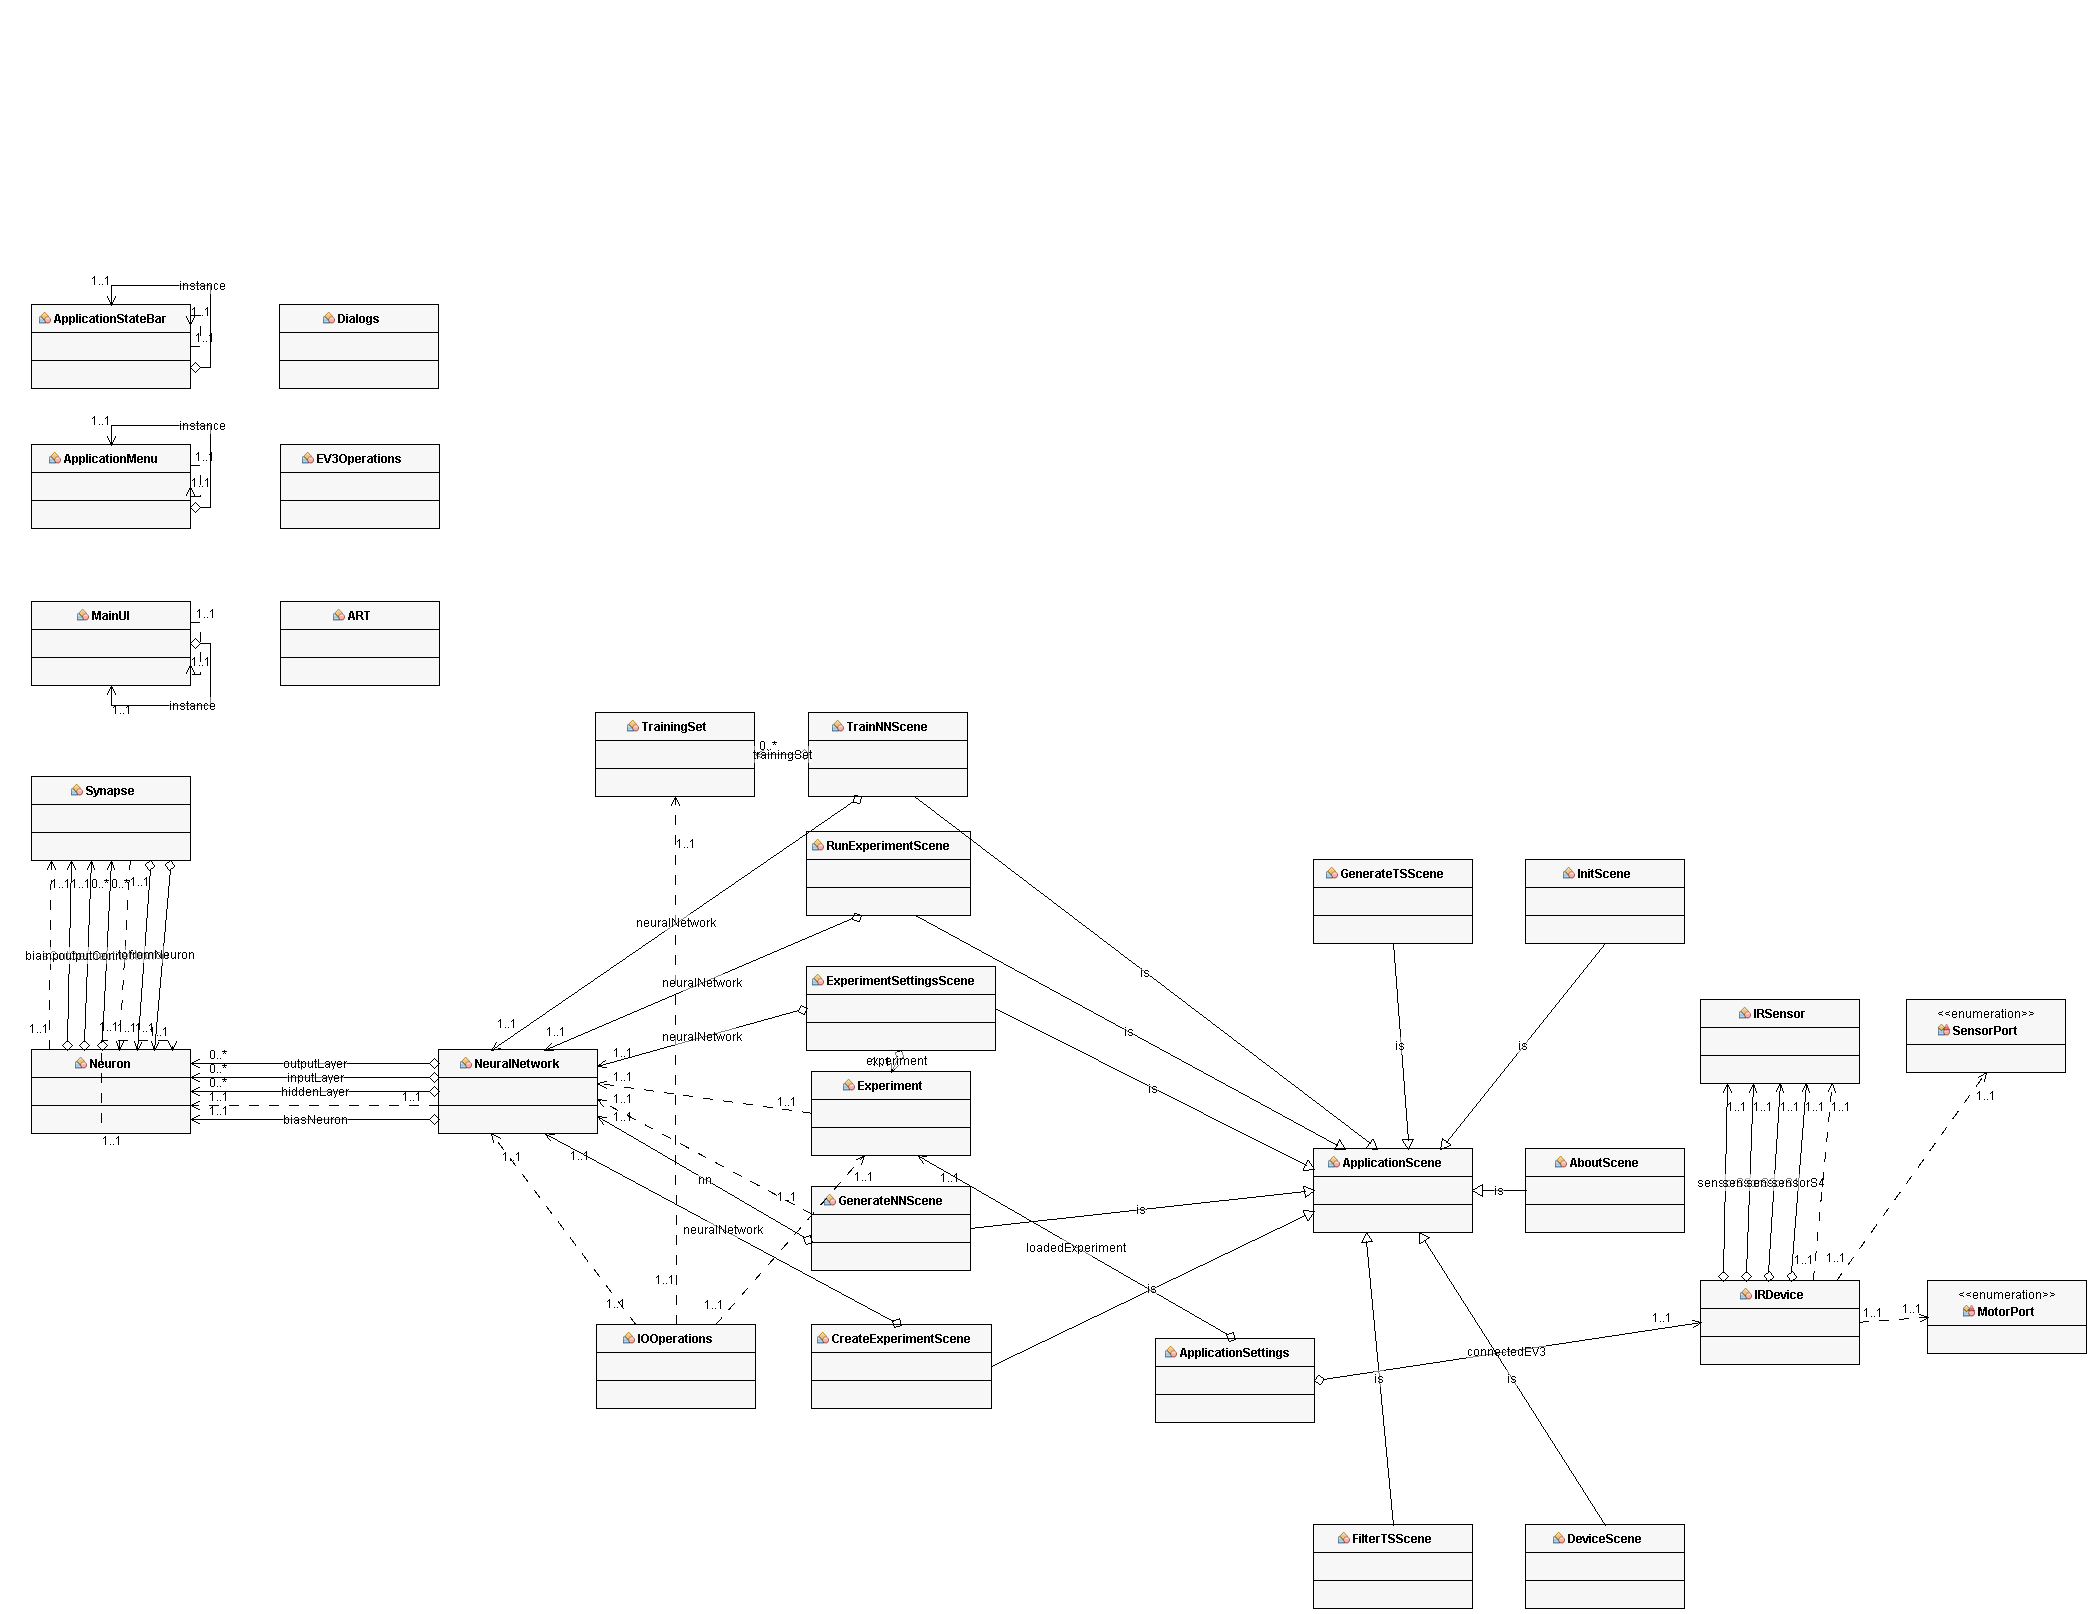 1..1
instance
ApplicationStateBar
1..1
1..1
Dialogs
1..1
instance
ApplicationMenu
1..1
1..1
EV3Operations
MainUI
1..1
1..1
1..1
instance
ART
TrainingSet
0..*
trainingSet
TrainNNScene
Synapse
1..1
1..1
0..*
0..*
1..1
1..1
RunExperimentScene
GenerateTSScene
InitScene
neuralNetwork
fromNeuron
neuralNetwork
ExperimentSettingsScene
is
is
is
is
is
1..1
1..1
neuralNetwork
1..1
experiment
IRSensor
<<enumeration>>
SensorPort
1..1
1..1
1..1
1..1
1..1
Neuron
0..*
outputLayer
0..*
inputLayer
0..*
hiddenLayer
1..1
1..1
1..1
biasNeuron
1..1
NeuralNetwork
1..1
1..1
1..1
1..1
Experiment
is
1..1
1..1
1..1
1..1
1..1
1..1
1..1
1..1
1..1
1..1
ApplicationScene
AboutScene
is
nn
1..1
GenerateNNScene
is
sensorS4
neuralNetwork
loadedExperiment
1..1
1..1
1..1
1..1
1..1
is
IRDevice
<<enumeration>>
MotorPort
1..1
1..1
1..1
IOOperations
CreateExperimentScene
ApplicationSettings
connectedEV3
is
is
FilterTSScene
DeviceScene